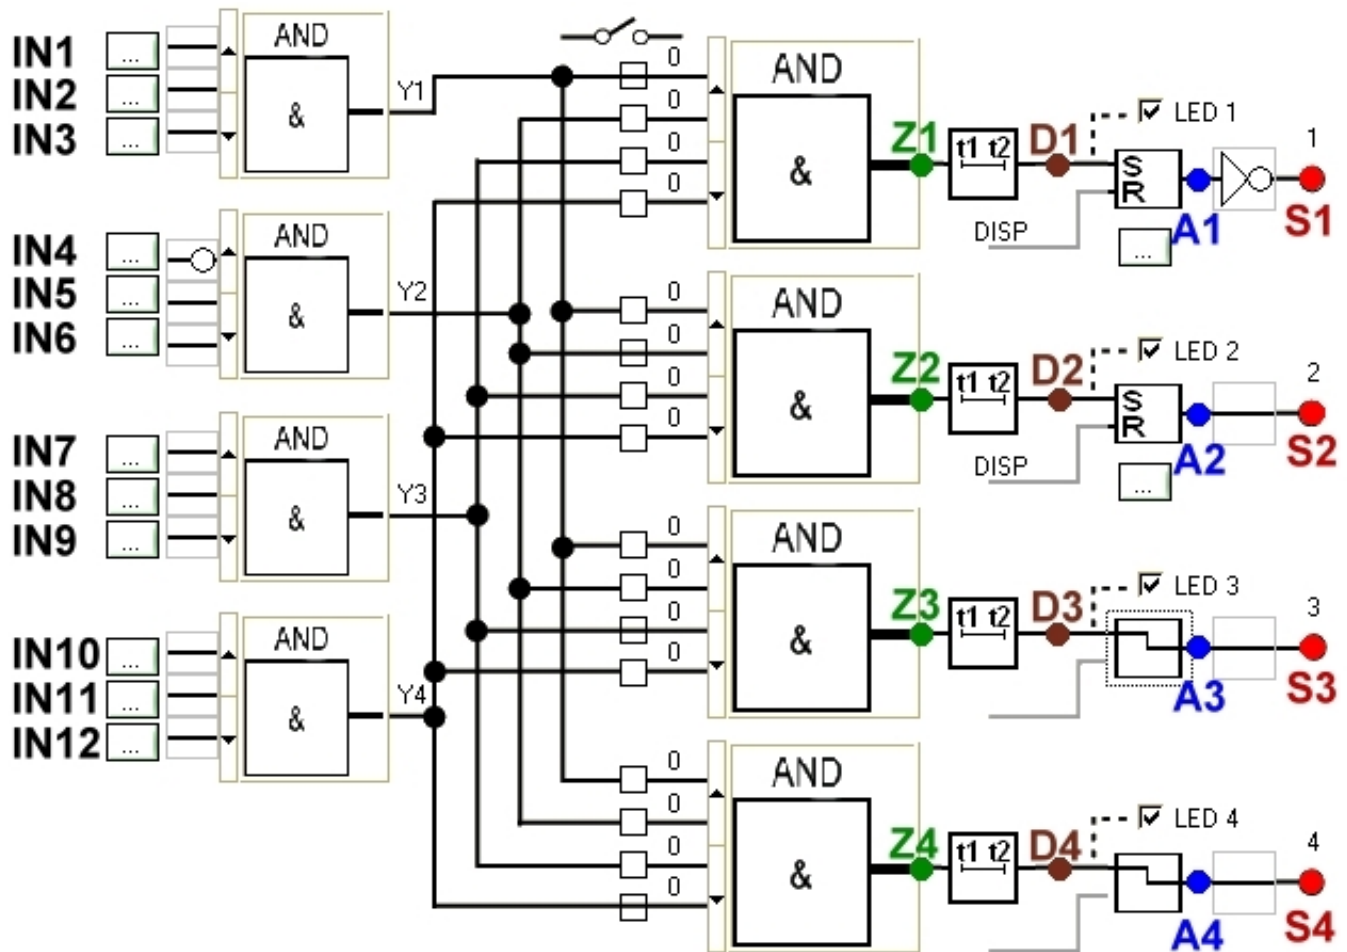 AND
IN1 ...
IN2 ...
IN3 ...
&
Y1
AND
IN4 ...
IN5 ...
IN6 ...
&
Y2
AND
IN7 ...
IN8 ...
IN9 ...
&
Y3
AND
IN10 ...
IN11 ...
IN12 ...
&
Y4
0
0
0
0
AND
&
Z1
t1 t2
D1
LED 1
S
R
DISP
...
A1
1
S1
0
0
0
0
AND
&
Z2
t1 t2
D2
LED 2
S
R
DISP
...
A2
2
S2
0
0
0
0
AND
&
Z3
t1 t2
D3
LED 3
A3
3
S3
0
0
0
0
AND
&
Z4
t1 t2
D4
LED 4
A4
4
S4